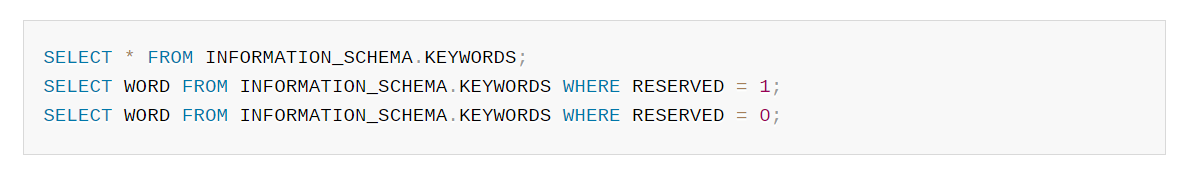 SELECT * FROM INFORMATION_SCHEMA.KEYWORDS;
SELECT WORD FROM INFORMATION_SCHEMA.KEYWORDS WHERE RESERVED = 1;
SELECT WORD FROM INFORMATION_SCHEMA.KEYWORDS WHERE RESERVED = 0;